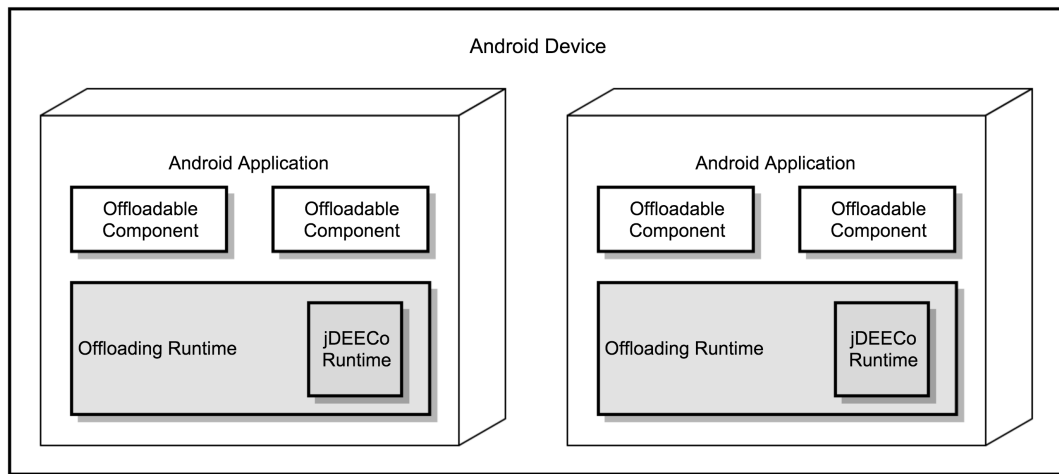 Android Device
Android Application
Offloadable
Component
Offloadable
Component
Offloading Runtime
jDEECo
Runtime
Android Application
Offloadable
Component
Offloadable
Component
Offloading Runtime
jDEECo
Runtime